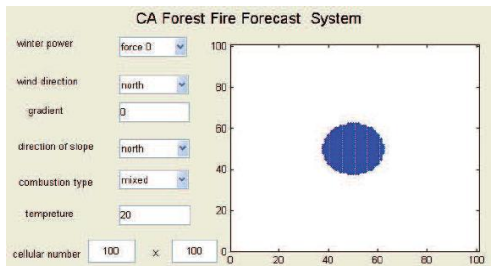 CA Forest Fire Forecast System
winter power force 0
wind direction north
gradient 0
direction of slope north
combustion type mixed
tempreture 20
cellular number 100 x 100
100
80
60
40
20
0
0 20 40 60 80 100